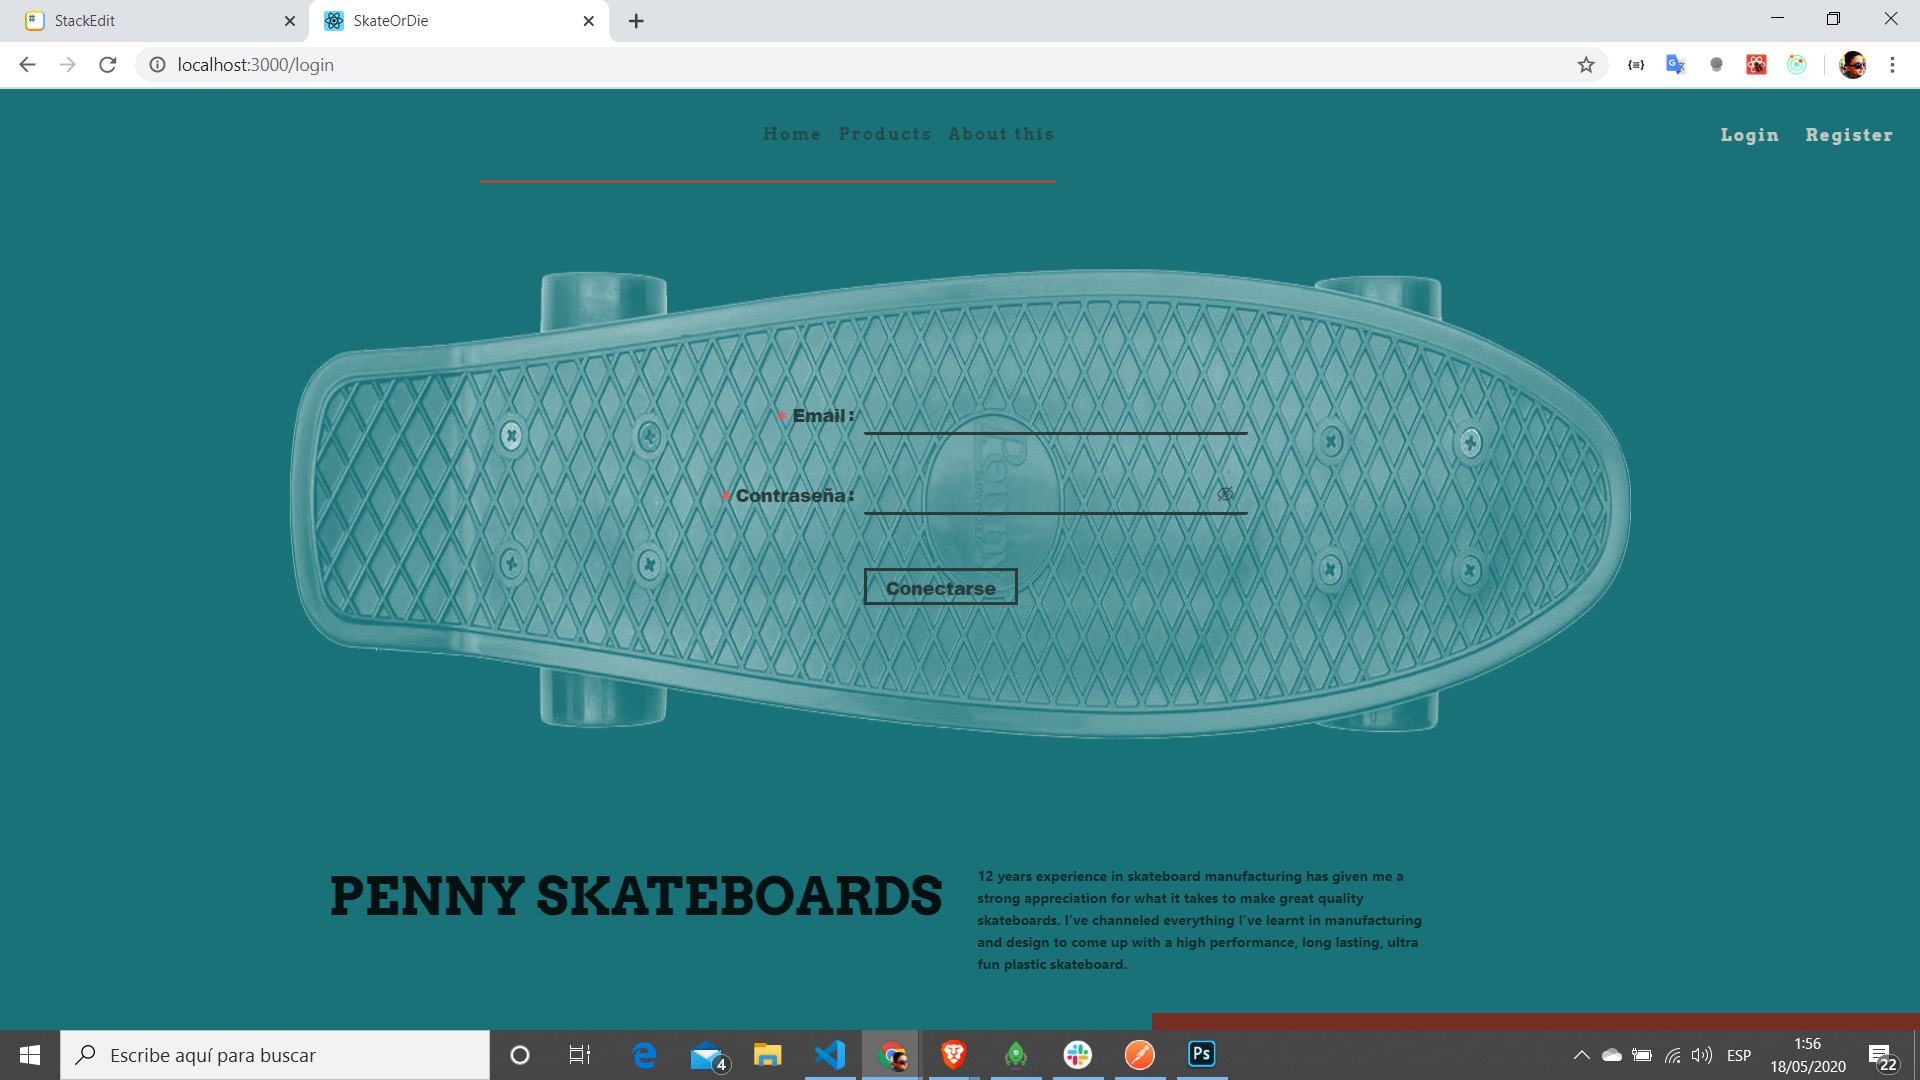 StackEdit
SkateOrDie
localhost:3000/login
Home Products About this
Login Register
* Email:
Penny
* Contraseña:
Conectarse
PENNY SKATEBOARDS
12 years experience in skateboard manufacturing has given me a
strong appreciation for what it takes to make great quality
skateboards. I've channeled everything I've learnt in manufacturing
and design to come up with a high performance, long lasting, ultra
fun plastic skateboard.
Escribe aquí para buscar
4
Ps
ESP
1:56
18/05/2020
22